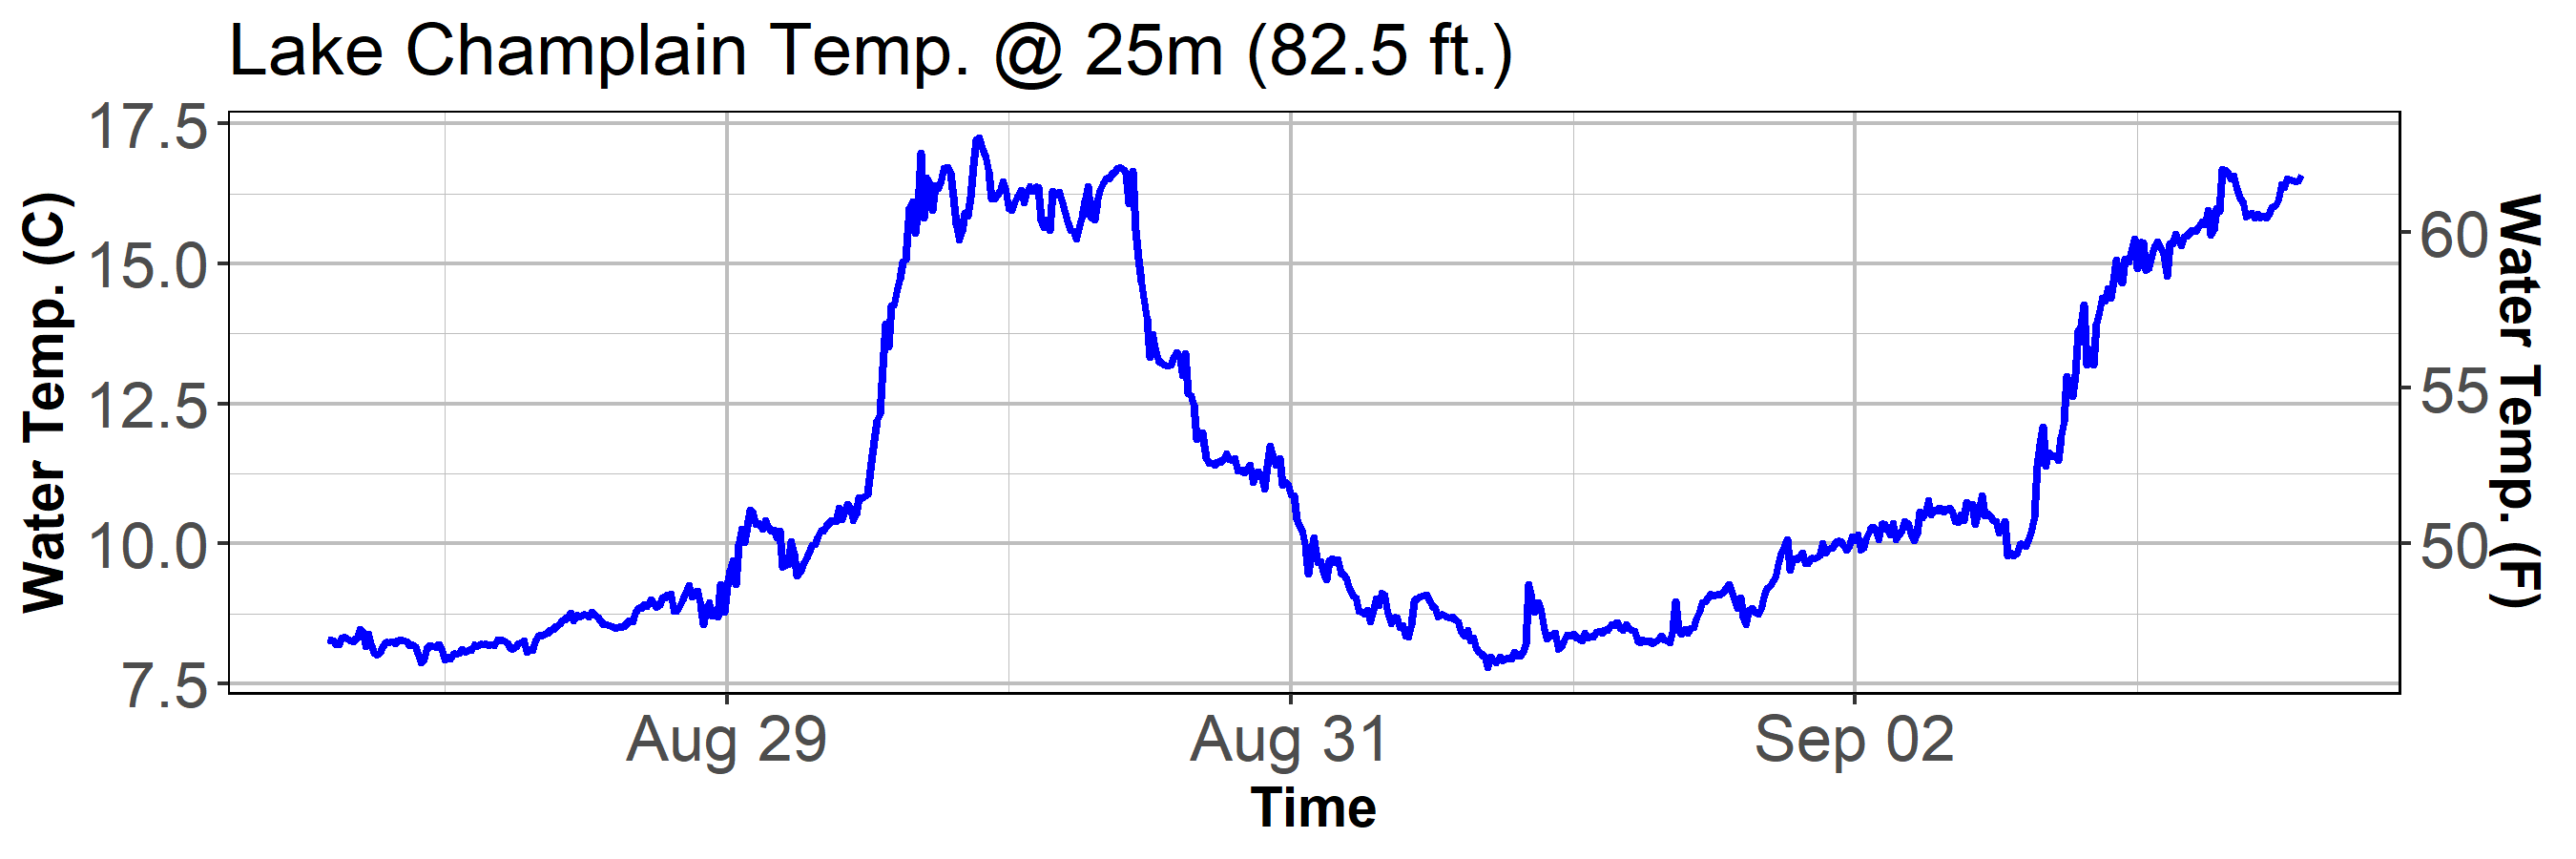 Lake Champlain Temp. @ 25m (82.5 ft.)
Water Temp. (C)
17.5
15.0
12.5
10.0
7.5
60
55
50
Water Temp. (F)
Aug 29
Aug 31
Sep 02
Time